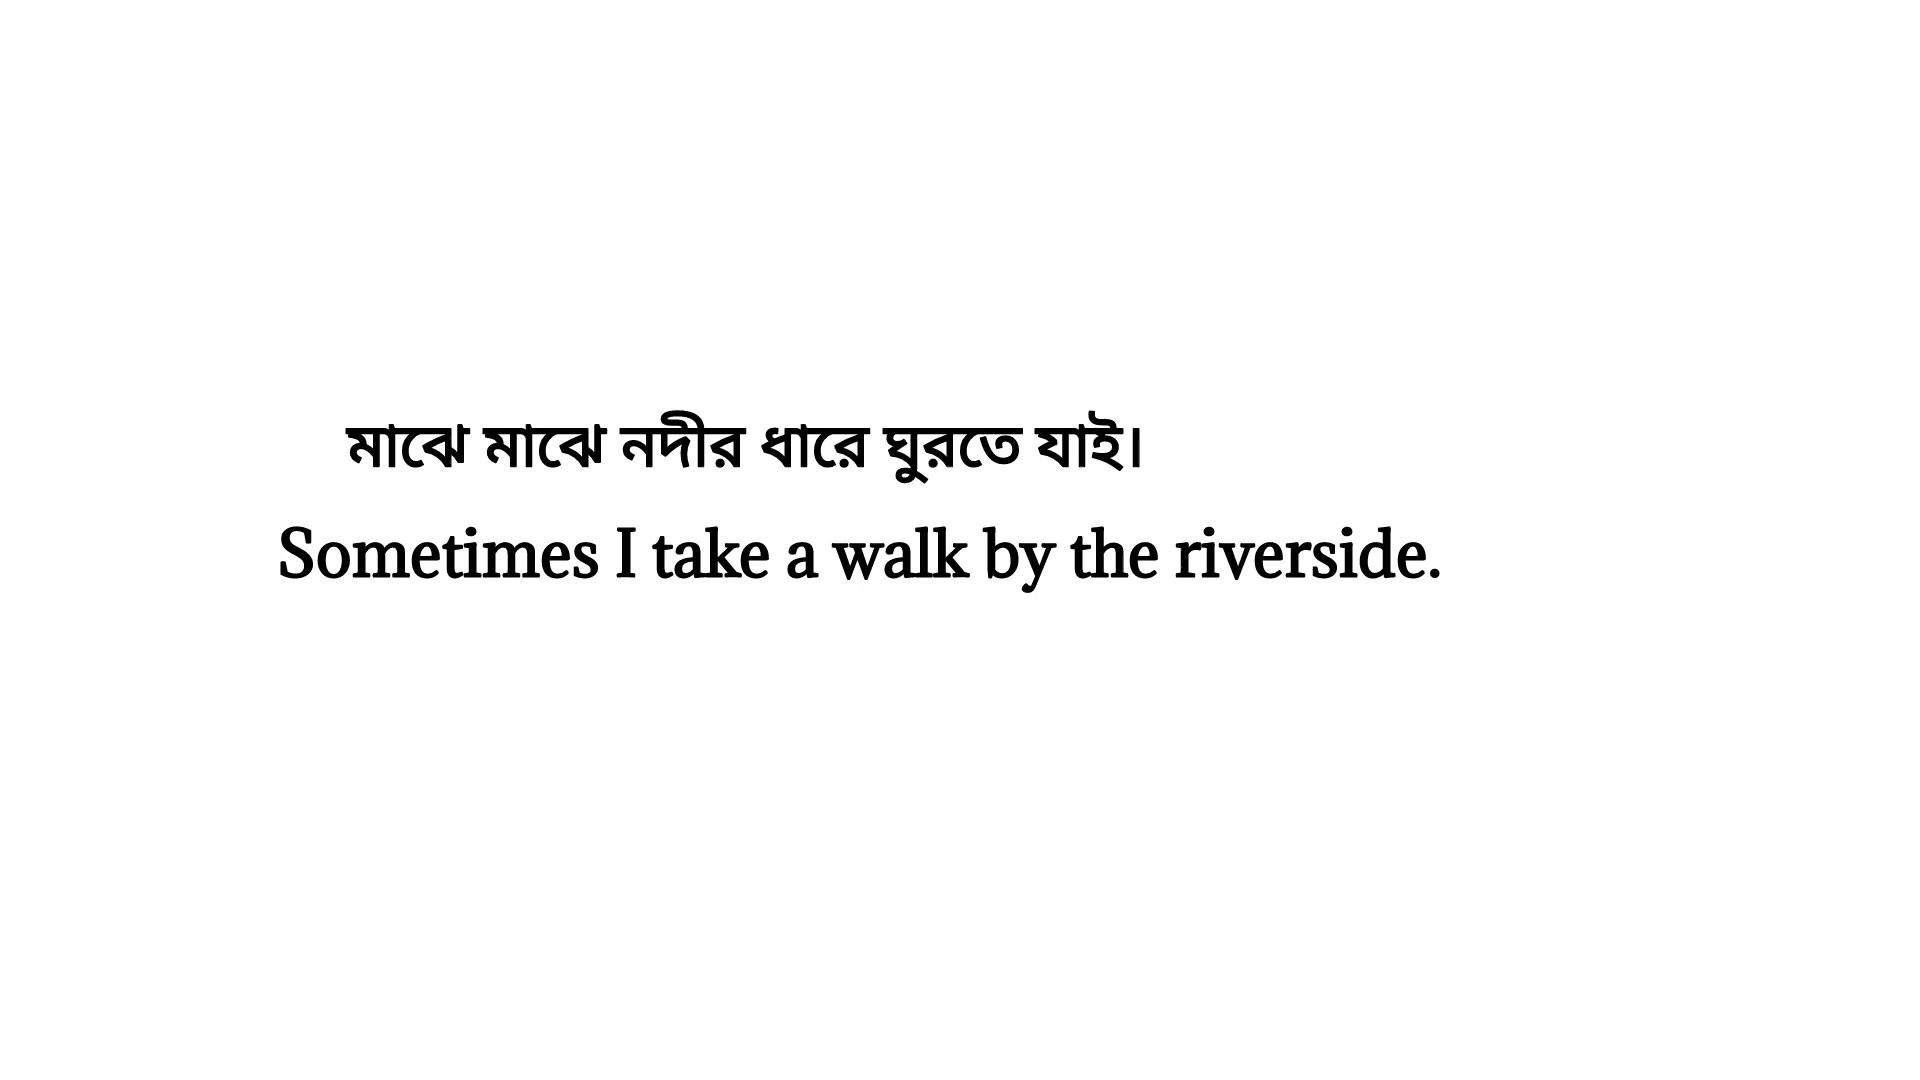 মাঝে মাঝে নদীর ধারে ঘুরতে যাই।
Sometimes I take a walk by the riverside.